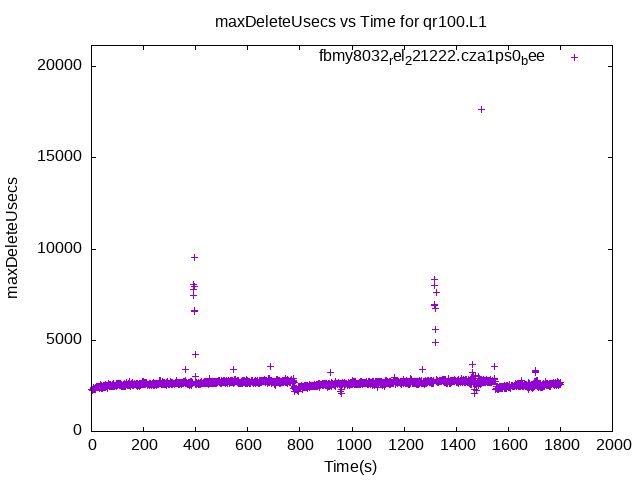 maxDeleteUsecs vs Time for qr100.L1
fbmy8032rel221222.cza1ps0bee
20000
15000
10000
5000
0
maxDeleteUsecs
0 200 400 600 800 1000 1200 1400 1600 1800 2000
Time(s)